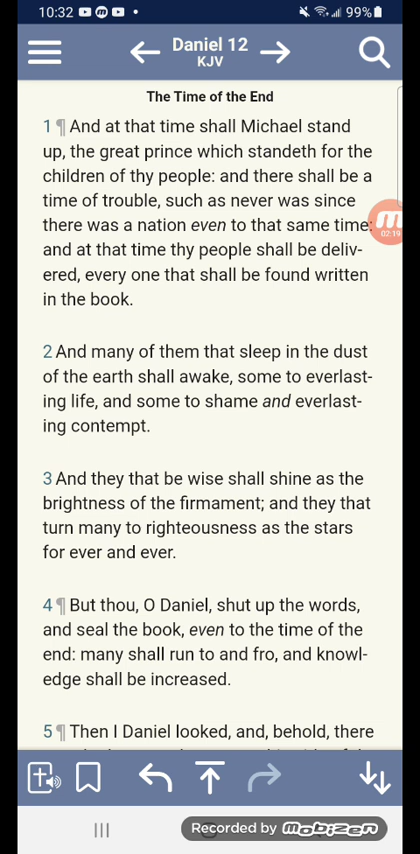 10:32 99%
Daniel 12
KJV
The Time of the End
1 ¶ And at that time shall Michael stand
up, the great prince which standeth for the
children of thy people: and there shall be a
time of trouble, such as never was since
there was a nation even to that same time:
and at that time thy people shall be deliv-
ered, every one that shall be found written
in the book.
02:19
2 And many of them that sleep in the dust
of the earth shall awake, some to everlast-
ing life, and some to shame and everlast-
ing contempt.
3 And they that be wise shall shine as the
brightness of the firmament; and they that
turn many to righteousness as the stars
for ever and ever.
4 ¶ But thou, O Daniel, shut up the words,
and seal the book, even to the time of the
end: many shall run to and fro, and knowl-
edge shall be increased.
5 ¶ Then I Daniel looked, and, behold, there
Recorded by mobizen